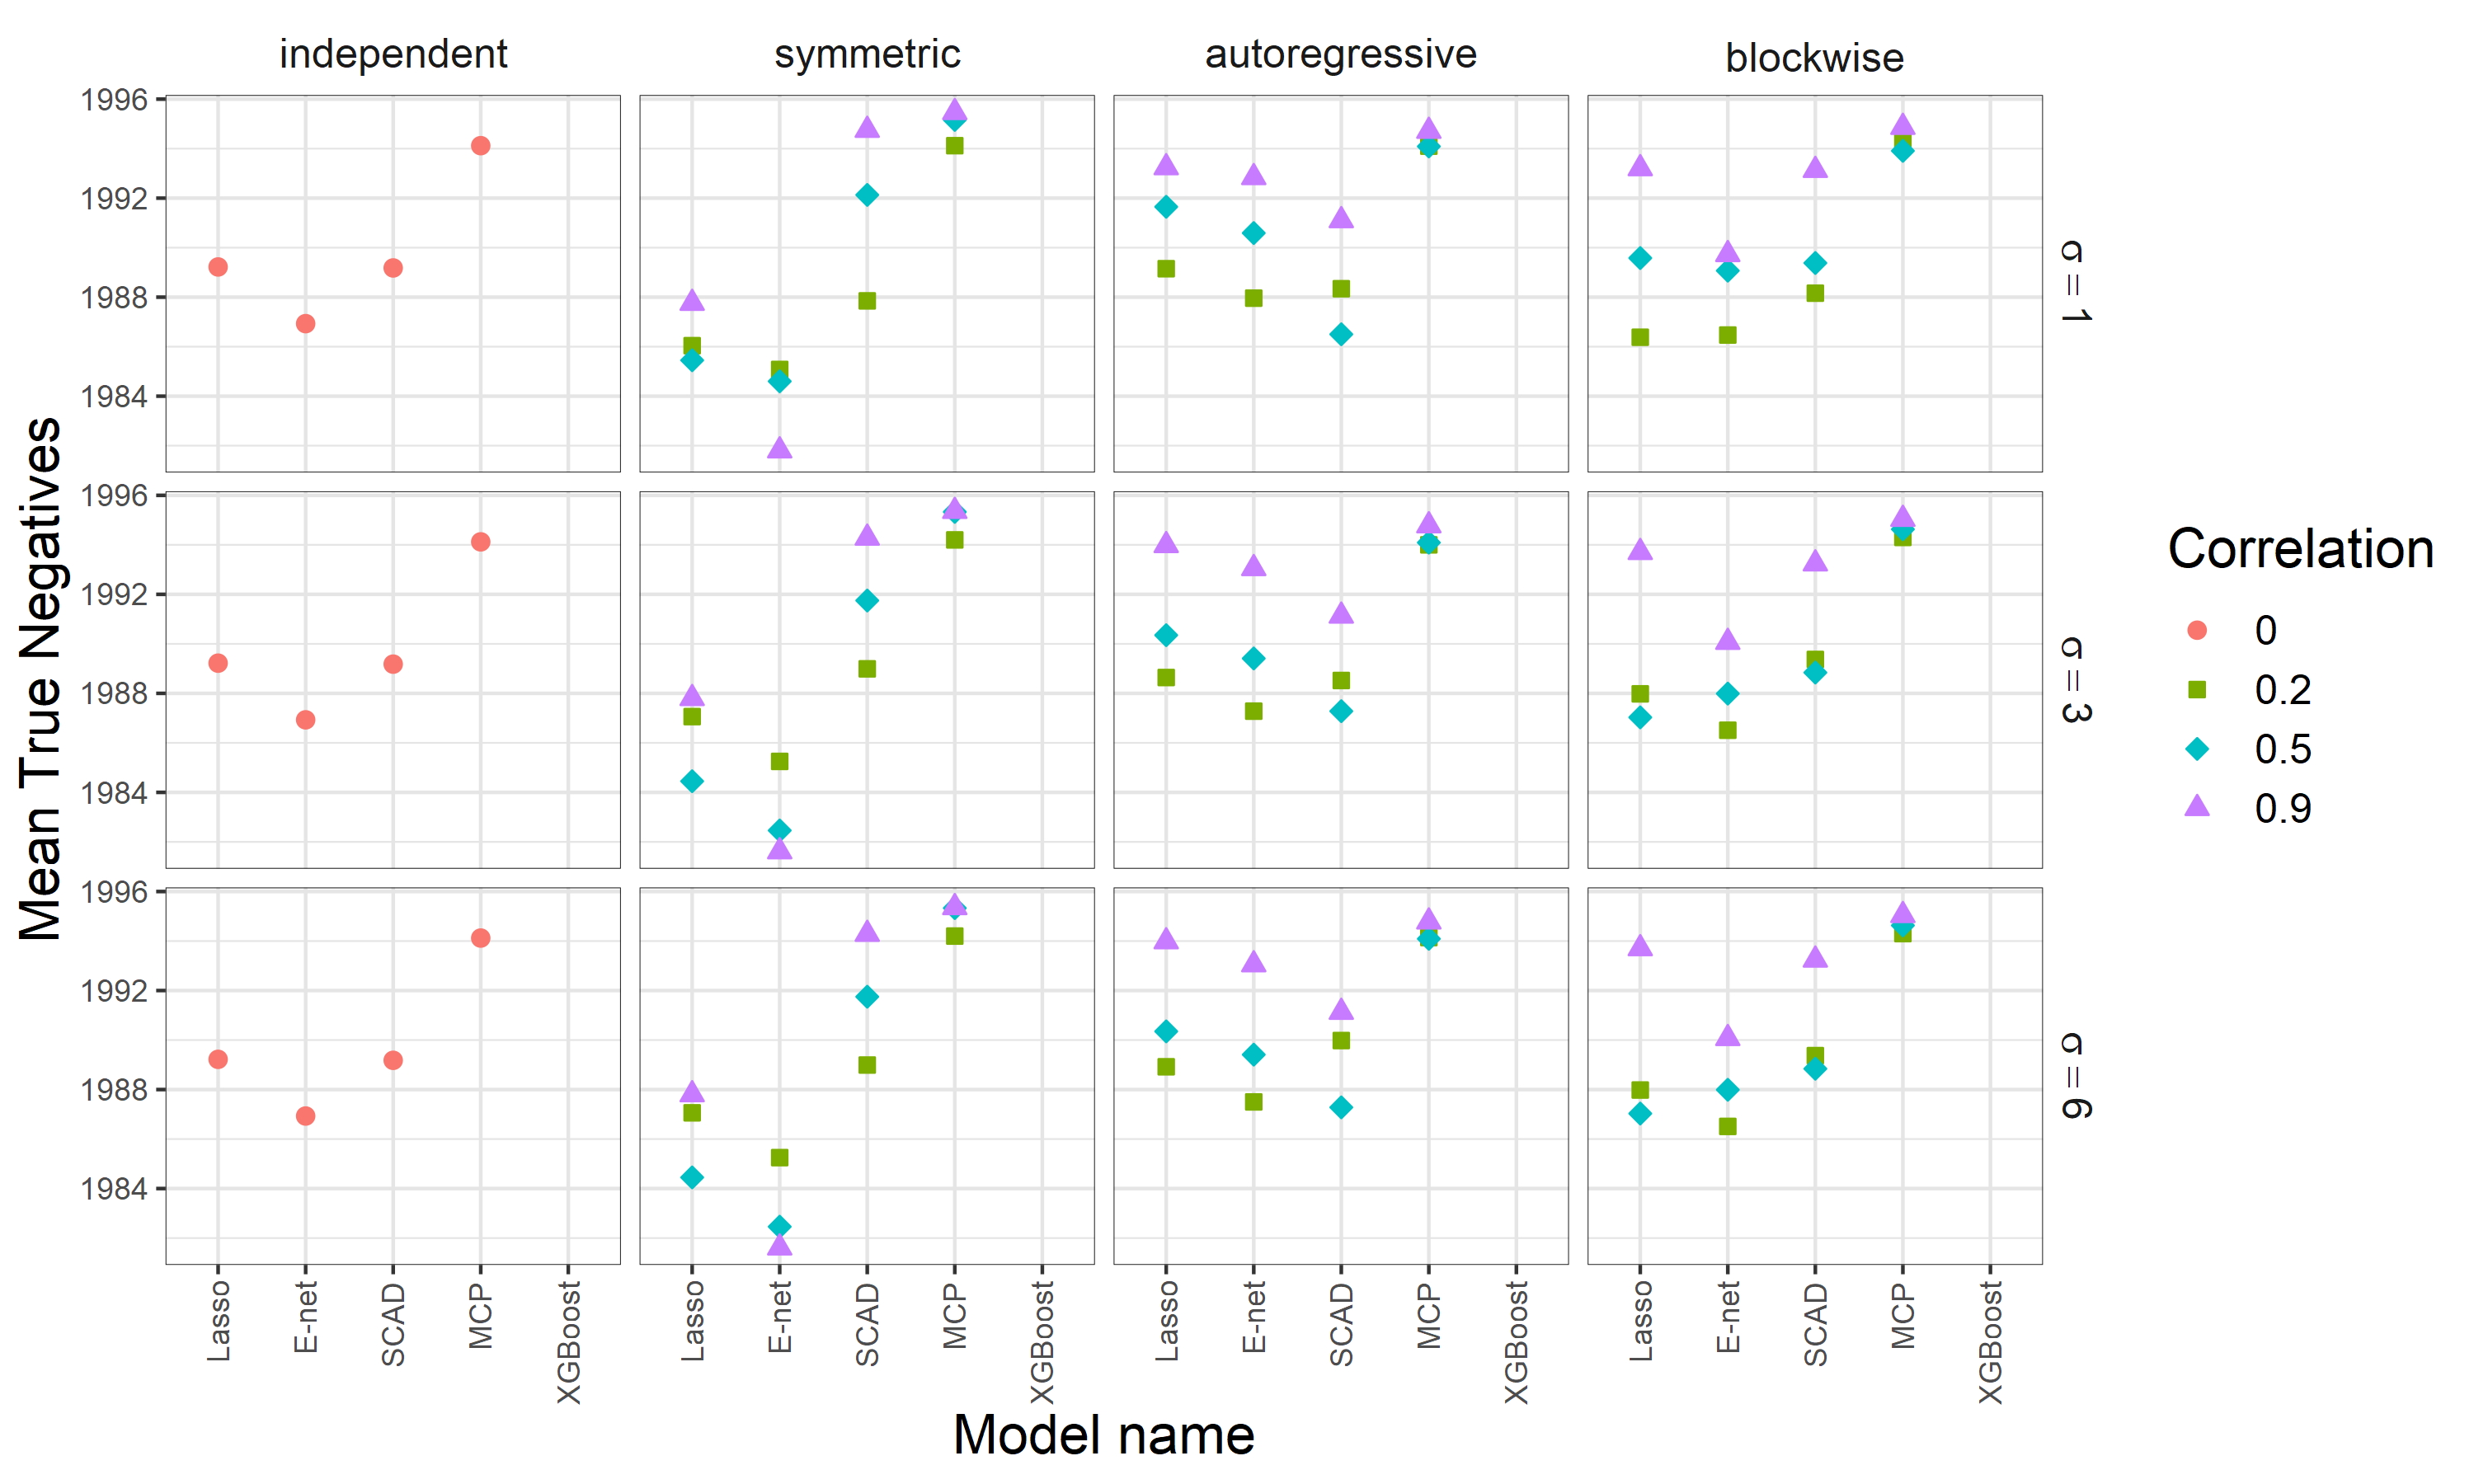 independent
symmetric
autoregressive
blockwise
1996
1992
1988
1984
σ = 1
1996
1992
1988
1984
σ = 3
1996
1992
1988
1984
σ = 6
Mean True Negatives
Lasso
E-net
SCAD
MCP
XGBoost
Lasso
E-net
SCAD
MCP
XGBoost
Lasso
E-net
SCAD
MCP
XGBoost
Lasso
E-net
SCAD
MCP
XGBoost
Model name
Correlation
0
0.2
0.5
0.9